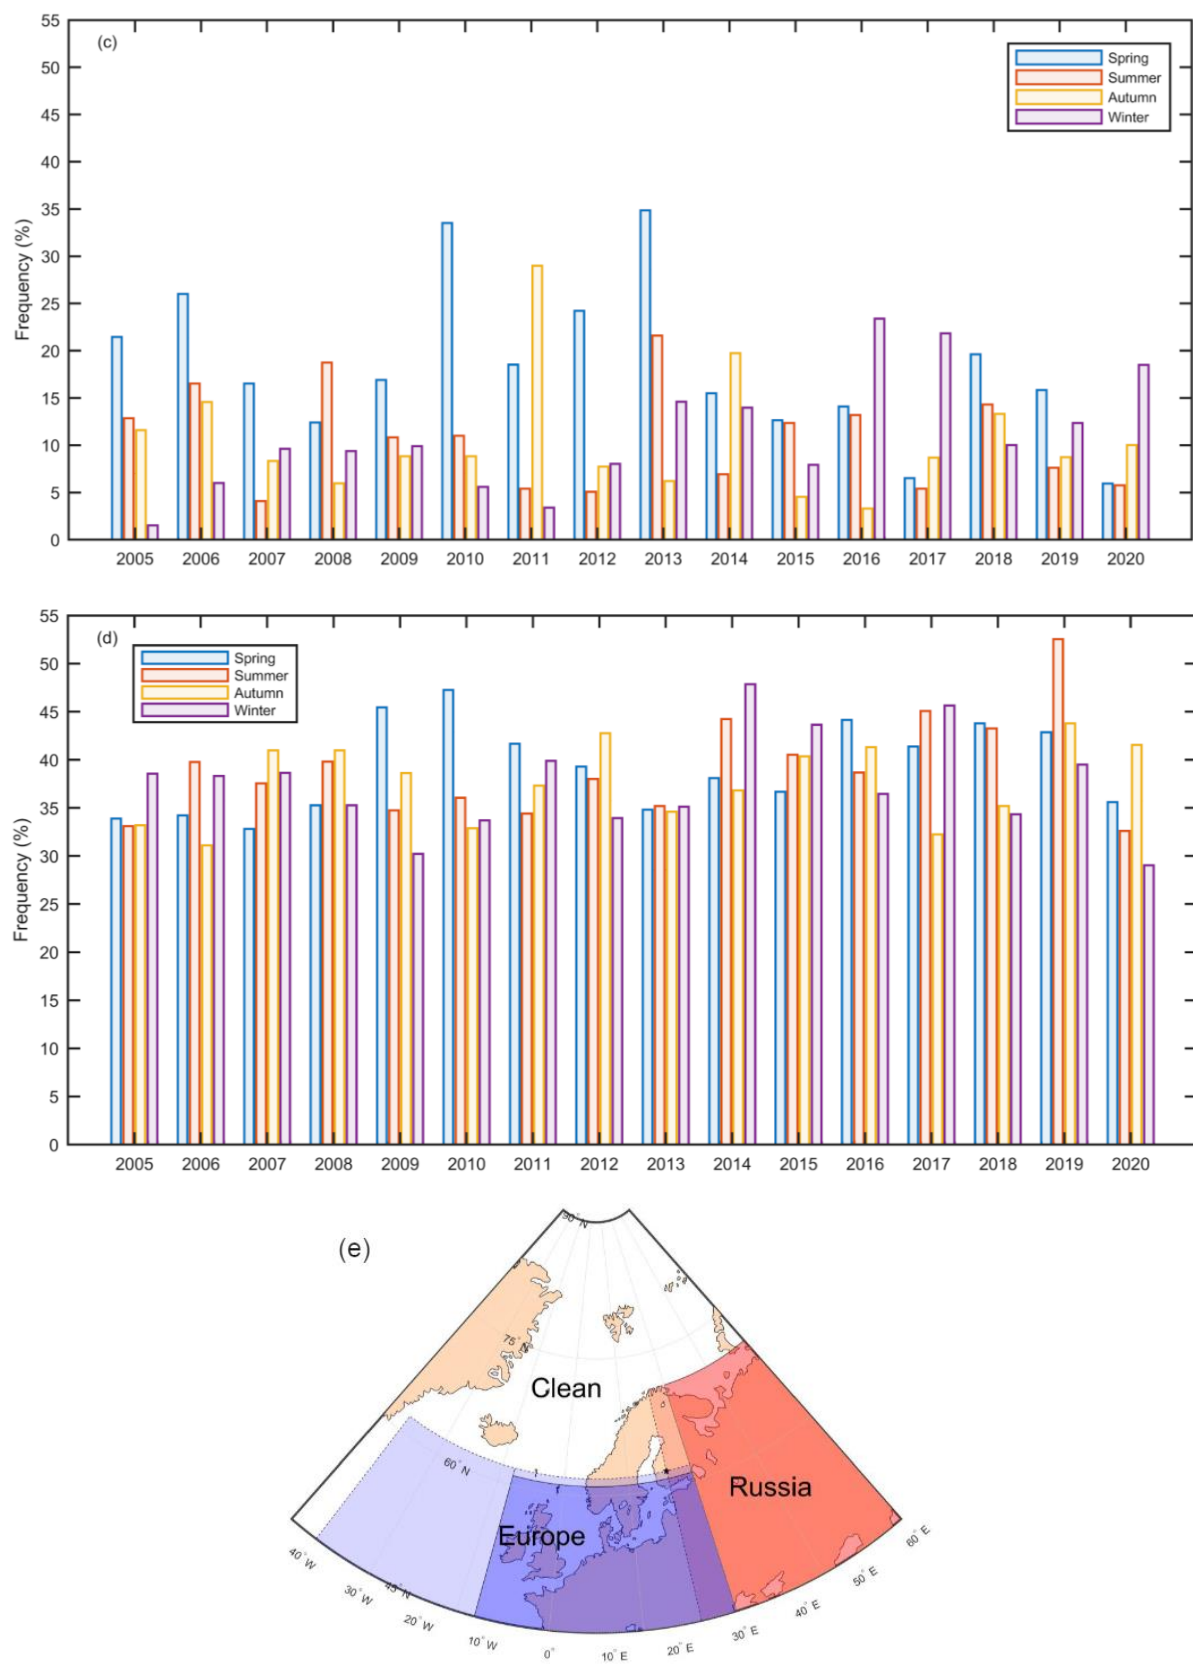 55
(c)
Spring
50
Summer
Autumn
45
Winter
40
35
30
Frequency (%)
25
20
15
10
5
0
2005 2006 2007 2008 2009 2010 2011 2012 2013 2014 2015 2016 2017 2018 2019 2020
55
(d)
Spring
50
Summer
Autumn
45
Winter
40
35
30
Frequency (%)
25
20
15
10
5
0
2005 2006 2007 2008 2009 2010 2011 2012 2013 2014 2015 2016 2017 2018 2019 2020
90° N
(e)
75° N
Clean
60° N
Russia
Europe
40° W
30° W
45° N
20° W
10° W
0°
10° E
20° E
30° E
40° E
50° E
60° E